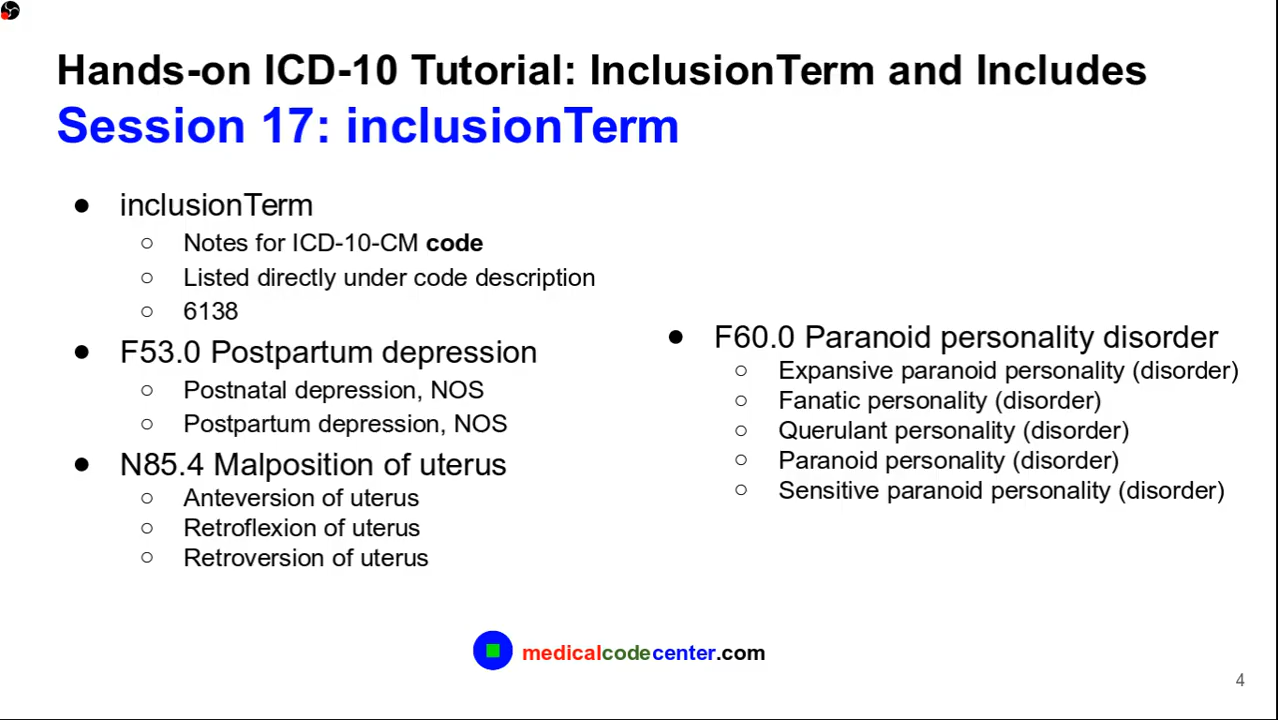 Hands-on ICD-10 Tutorial: InclusionTerm and Includes
Session 17: inclusionTerm
● inclusionTerm
○ Notes for ICD-10-CM code
○ Listed directly under code description
○ 6138
● F53.0 Postpartum depression
○ Postnatal depression, NOS
○ Postpartum depression, NOS
● N85.4 Malposition of uterus
○ Anteversion of uterus
○ Retroflexion of uterus
○ Retroversion of uterus
● F60.0 Paranoid personality disorder
○ Expansive paranoid personality (disorder)
○ Fanatic personality (disorder)
○ Querulant personality (disorder)
○ Paranoid personality (disorder)
○ Sensitive paranoid personality (disorder)
medicalcodecenter.com
4